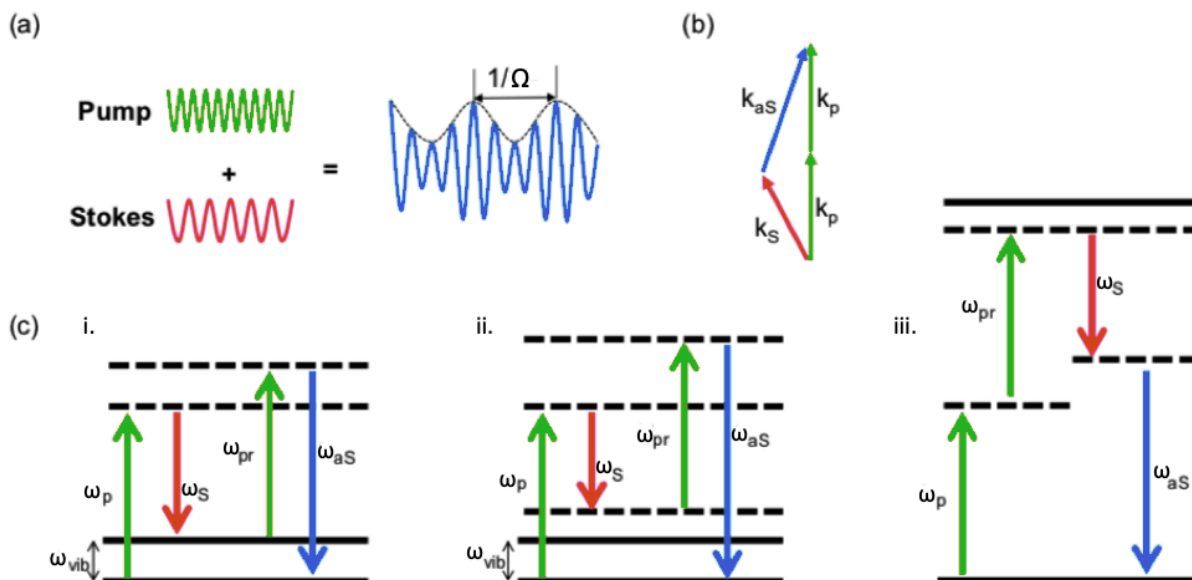 (a)
Pump
+
Stokes
=
1/Ω
(b)
k_aS
k_p
k_S
k_p
(c)
i.
ω_p
ω_S
ω_pr
ω_aS
ω_vib
ii.
ω_p
ω_S
ω_pr
ω_aS
ω_vib
iii.
ω_pr
ω_S
ω_p
ω_aS